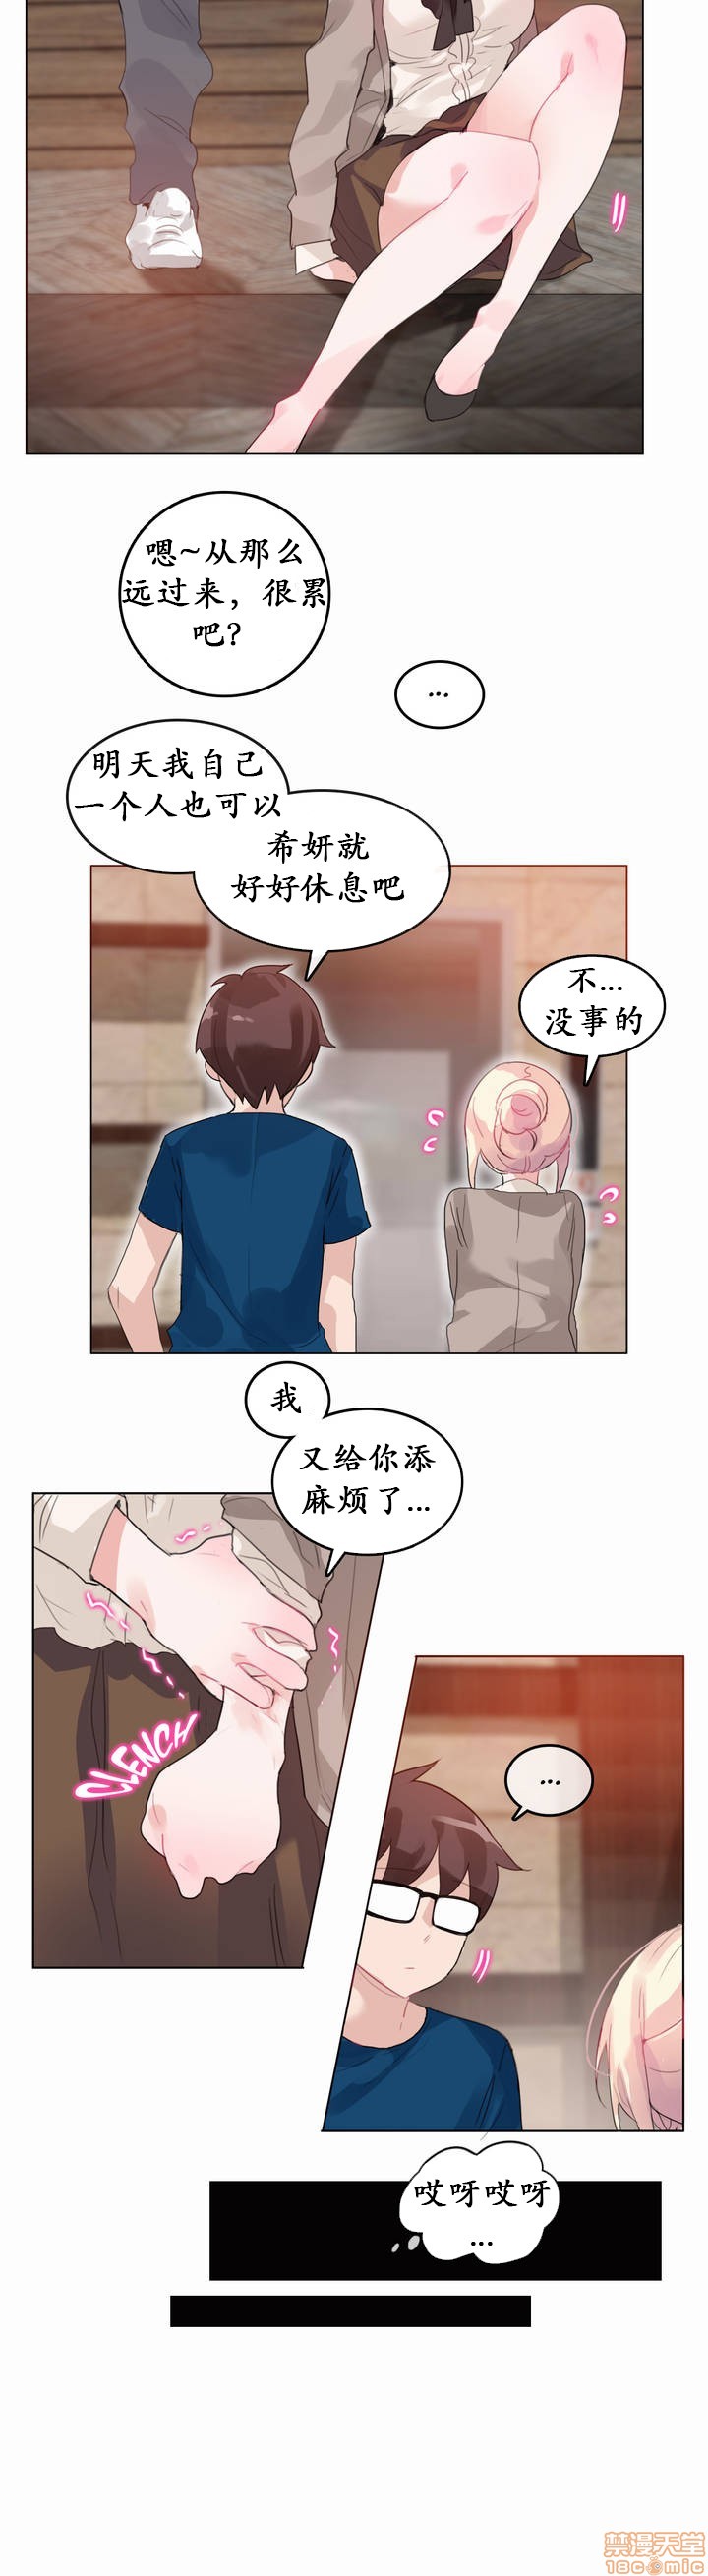 嗯~从那么
远过来，很累
吧？
...
明天我自己
一个人也可以
希妍就
好好休息吧
不...
没事的
我
又给你添
麻烦了...
CLENCH
...
哎呀哎呀
...
禁漫天堂
18comic